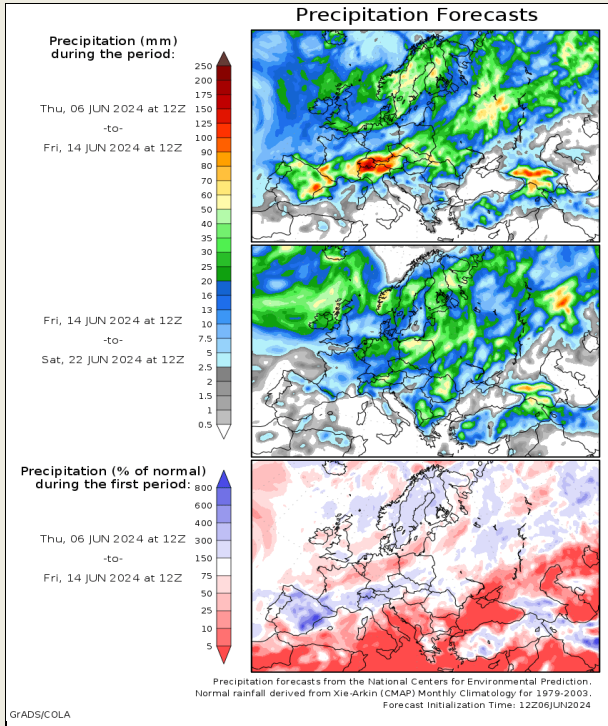 Precipitation Forecasts
Precipitation (mm)
during the period:
Thu, 06 JUN 2024 at 12Z
-to-
Fri, 14 JUN 2024 at 12Z
250
200
175
150
125
100
90
80
70
60
50
40
35
30
25
20
16
13
10
7.5
5
2.5
2
1.5
1
0.5
Fri, 14 JUN 2024 at 12Z
-to-
Sat, 22 JUN 2024 at 12Z
Precipitation (% of normal)
during the first period:
Thu, 06 JUN 2024 at 12Z
-to-
Fri, 14 JUN 2024 at 12Z
800
600
400
300
150
75
50
25
10
5
Precipitation forecasts from the National Centers for Environmental Prediction.
Normal rainfall derived from Xie-Arkin (CMAP) Monthly Climatology for 1979-2003.
Forecast Initialization Time: 12Z06JUN2024
GrADS/COLA